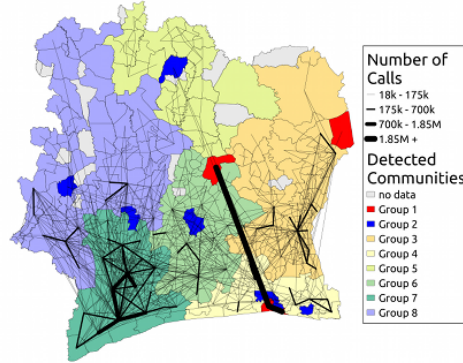 Number of
Calls
18k - 175k
175k - 700k
700k - 1.85M
1.85M +
Detected
Communities
no data
Group 1
Group 2
Group 3
Group 4
Group 5
Group 6
Group 7
Group 8